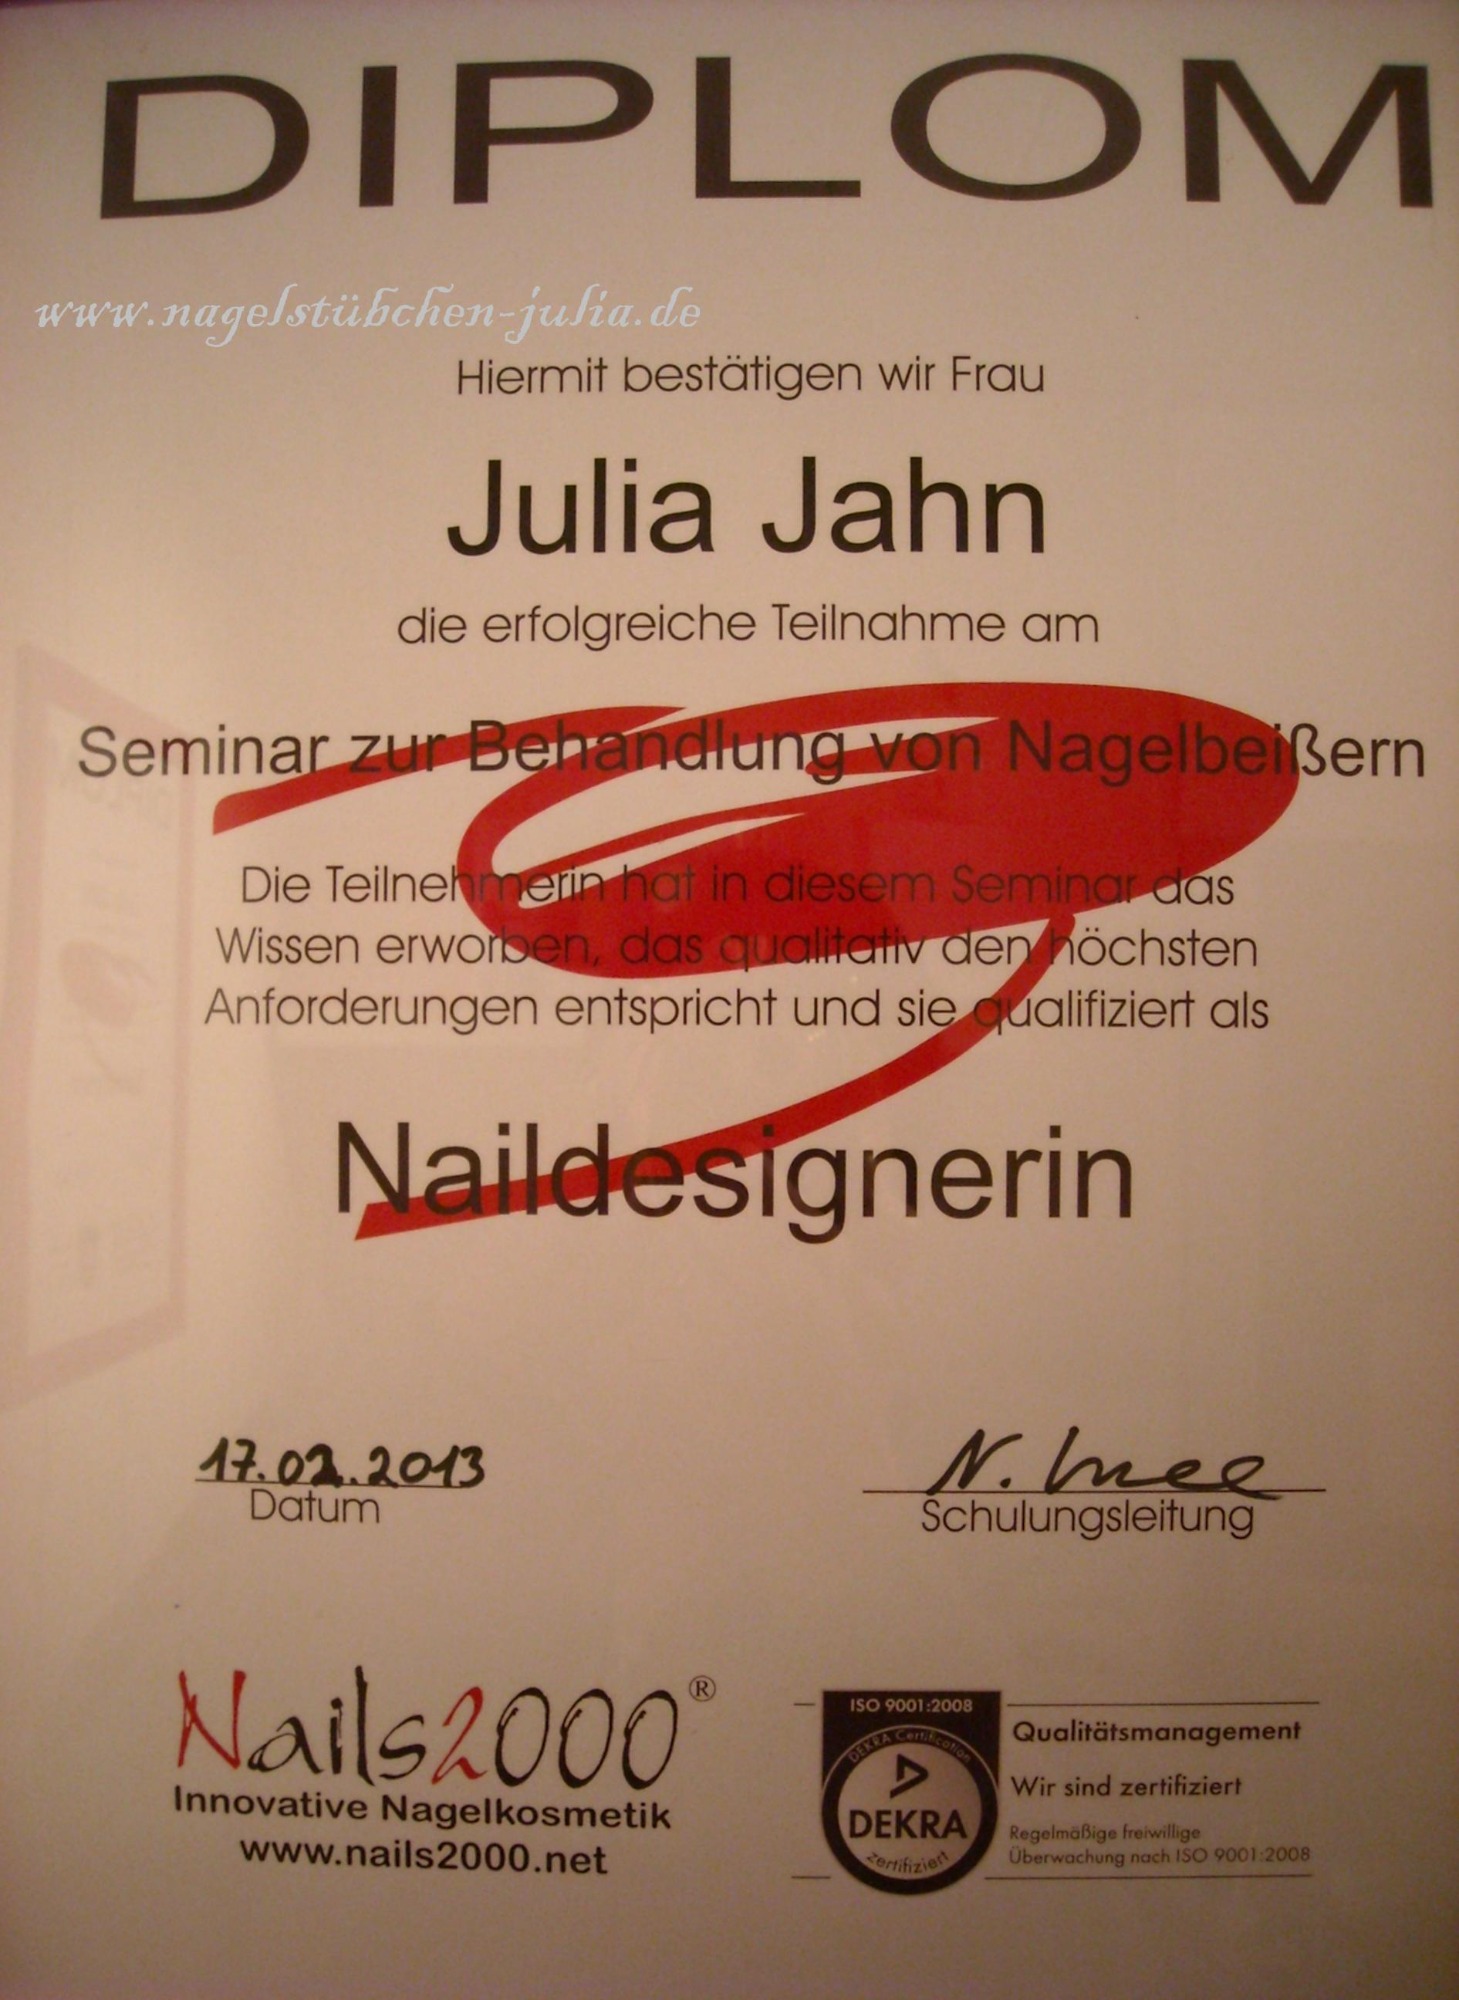 DIPLOM
www.nagelstübchen-julia.de
Hiermit bestätigen wir Frau
Julia Jahn
die erfolgreiche Teilnahme am
Seminar zur Behandlung von Nagelbeißern
Die Teilnehmerin hat in diesem Seminar das
Wissen erworben, das qualitativ den höchsten
Anforderungen entspricht und sie qualifiziert als
Naildesignerin
17.02.2013
Datum
N.
Schulungsleitung
Nails2000®
Innovative Nagelkosmetik
www.nails2000.net
ISO 9001:2008
DEKRA Certification
DEKRA
zertifiziert
Qualitätsmanagement
Wir sind zertifiziert
Regelmäßige freiwillige
Überwachung nach ISO 9001:2008